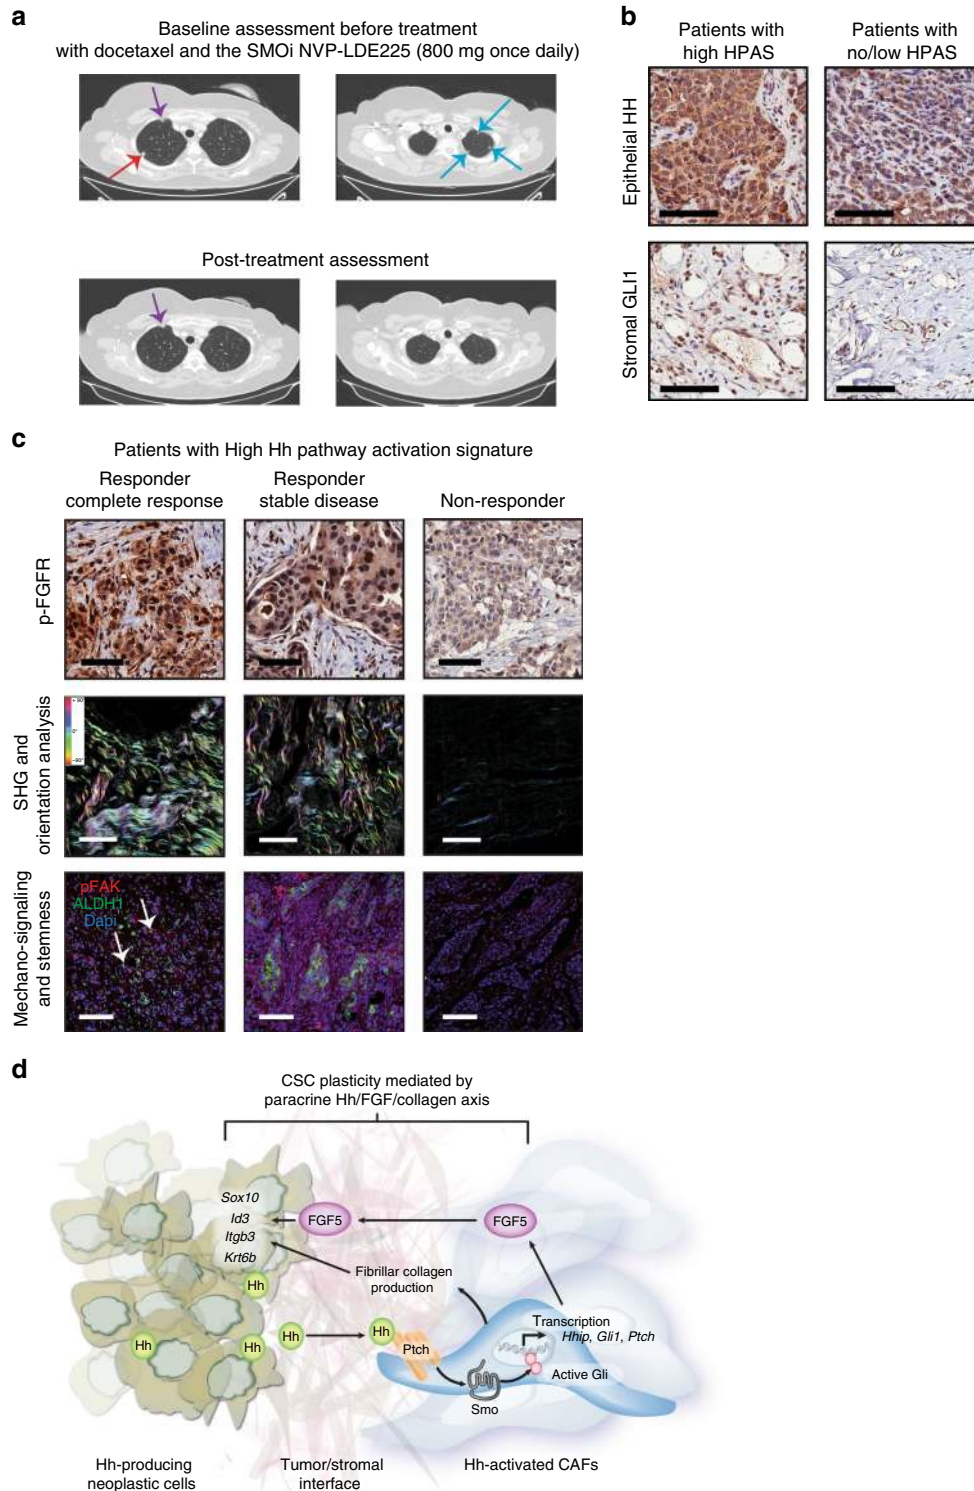 a
Baseline assessment before treatment
with docetaxel and the SMOi NVP-LDE225 (800 mg once daily)
Post-treatment assessment
b
Patients with
high HPAS
Patients with
no/low HPAS
Epithelial HH
Stromal GLI1
c
Patients with High Hh pathway activation signature
Responder
complete response
Responder
stable disease
Non-responder
p-FGFR
SHG and
orientation analysis
+ 90°
0°
−90°
Mechano-signaling
and stemness
pFAK
ALDH1
Dapi
d
CSC plasticity mediated by
paracrine Hh/FGF/collagen axis
Sox10
Id3
Itgb3
Krt6b
FGF5
FGF5
Fibrillar collagen
production
Hh
Hh
Hh
Hh
Hh
Ptch
Transcription
Hhip, Gli1, Ptch
Active Gli
Smo
Hh-producing
neoplastic cells
Tumor/stromal
interface
Hh-activated CAFs